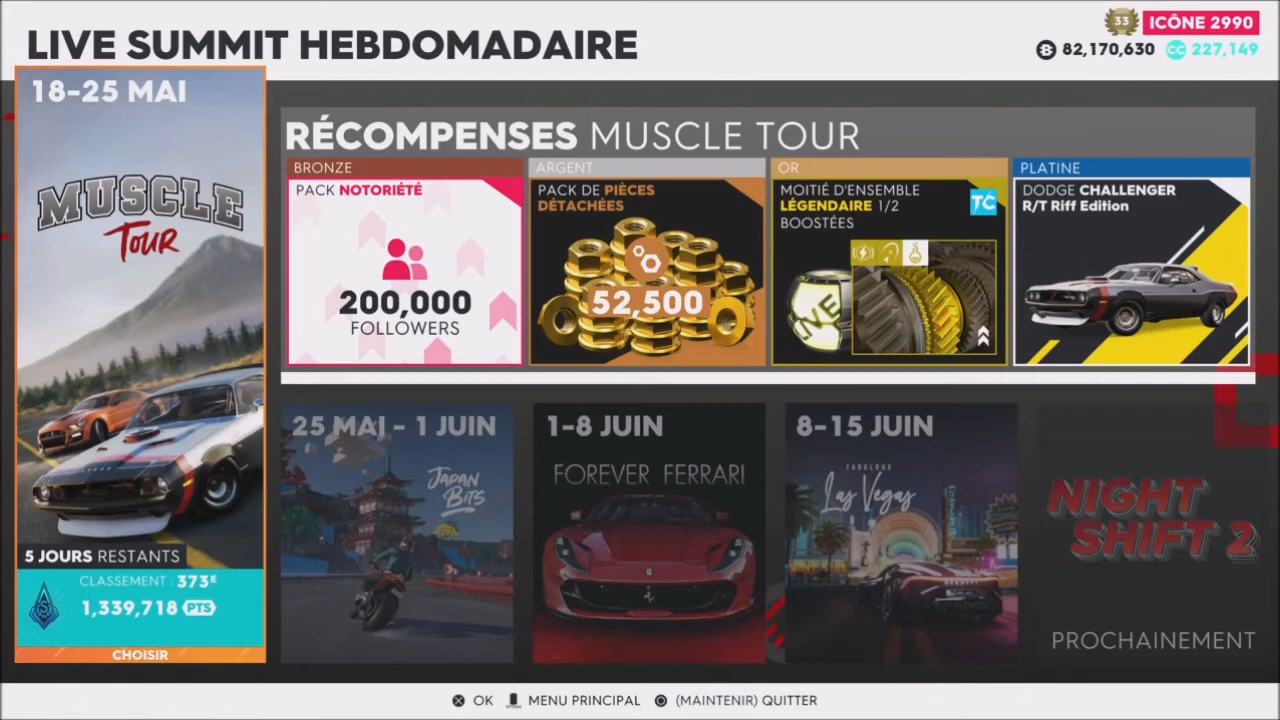 LIVE SUMMIT HEBDOMADAIRE
33 ICÔNE 2990
82,170,630 CC 227,149
18-25 MAI
MUSCLE
TOUR
5 JOURS RESTANTS
CLASSEMENT : 373E
1,339,718 PTS
CHOISIR
RÉCOMPENSES MUSCLE TOUR
BRONZE
PACK NOTORIÉTÉ
200,000
FOLLOWERS
ARGENT
PACK DE PIÈCES
DÉTACHÉES
52,500
OR
MOITIÉ D'ENSEMBLE
LÉGENDAIRE 1/2
BOOSTÉES
TC
LIVE
PLATINE
DODGE CHALLENGER
R/T Riff Edition
25 MAI - 1 JUIN
JAPAN
BITS
1-8 JUIN
FOREVER FERRARI
8-15 JUIN
FABULOUS
Las Vegas
NIGHT
SHIFT 2
PROCHAINEMENT
OK MENU PRINCIPAL (MAINTENIR) QUITTER